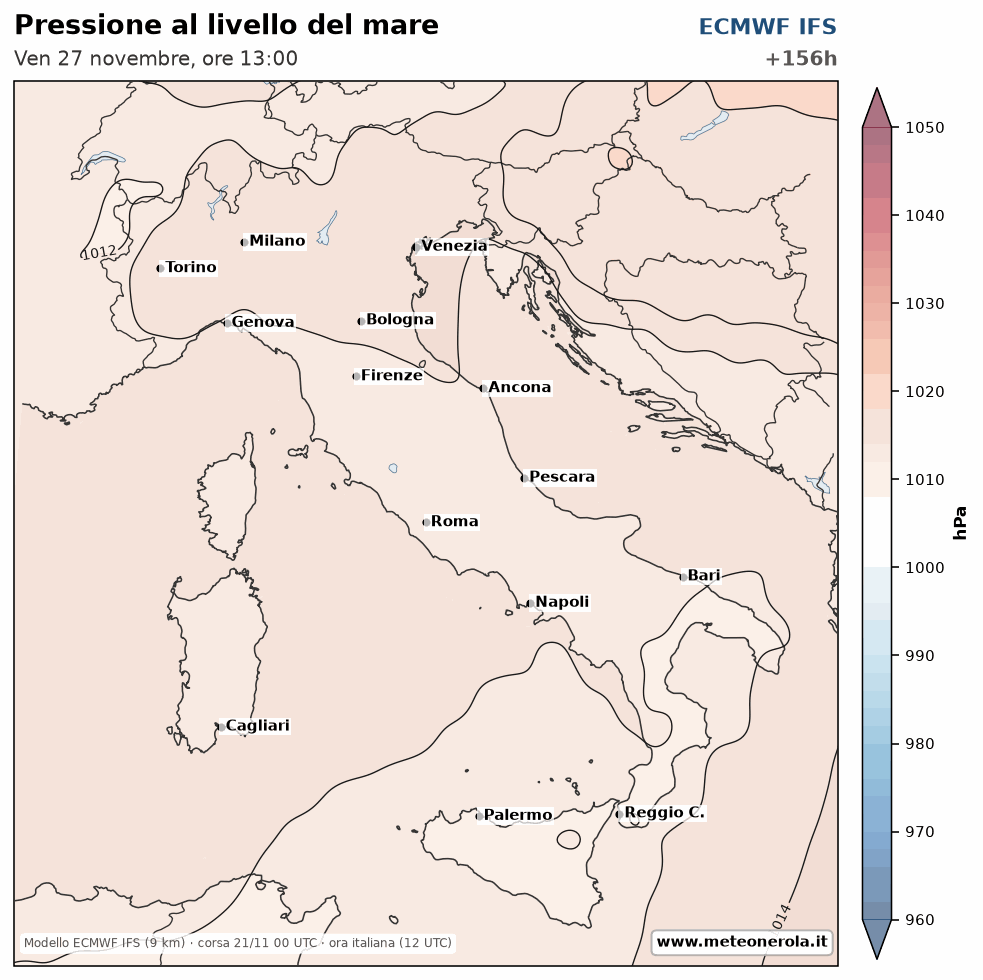 Pressione al livello del mare
ECMWF IFS
Ven 27 novembre, ore 13:00
+156h
1050
1040
1030
1020
1010
1000
990
980
970
960
hPa
1012
Milano
Venezia
Torino
Genova
Bologna
Firenze
Ancona
Pescara
Roma
Bari
Napoli
Cagliari
Palermo
Reggio C.
1014
Modello ECMWF IFS (9 km) · corsa 21/11 00 UTC · ora italiana (12 UTC)
www.meteonerola.it